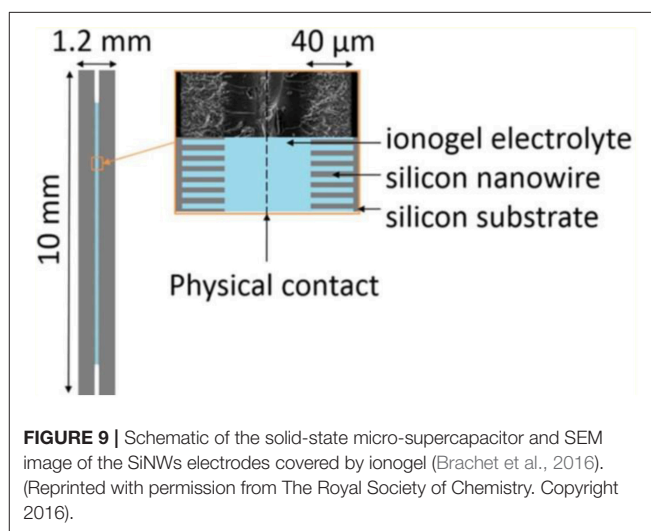 1.2 mm
40 µm
ionogel electrolyte
silicon nanowire
silicon substrate
10 mm
Physical contact
FIGURE 9 | Schematic of the solid-state micro-supercapacitor and SEM
image of the SiNWs electrodes covered by ionogel (Brachet et al., 2016).
(Reprinted with permission from The Royal Society of Chemistry. Copyright
2016).